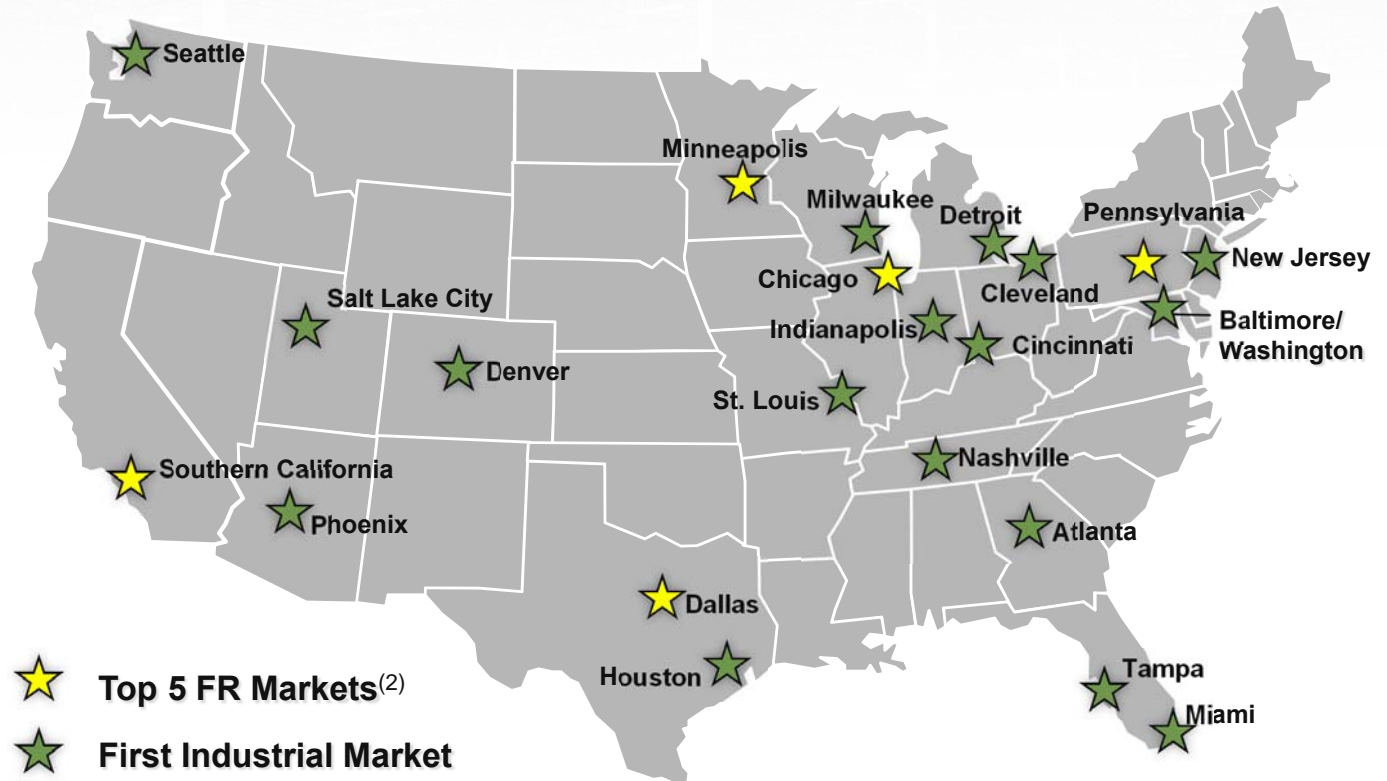 Seattle
Minneapolis
Milwaukee
Detroit
Pennsylvania
New Jersey
Chicago
Cleveland
Salt Lake City
Indianapolis
Baltimore/
Washington
Cincinnati
Denver
St. Louis
Nashville
Southern California
Phoenix
Atlanta
Dallas
Houston
Tampa
Miami
Top 5 FR Markets(2)
First Industrial Market